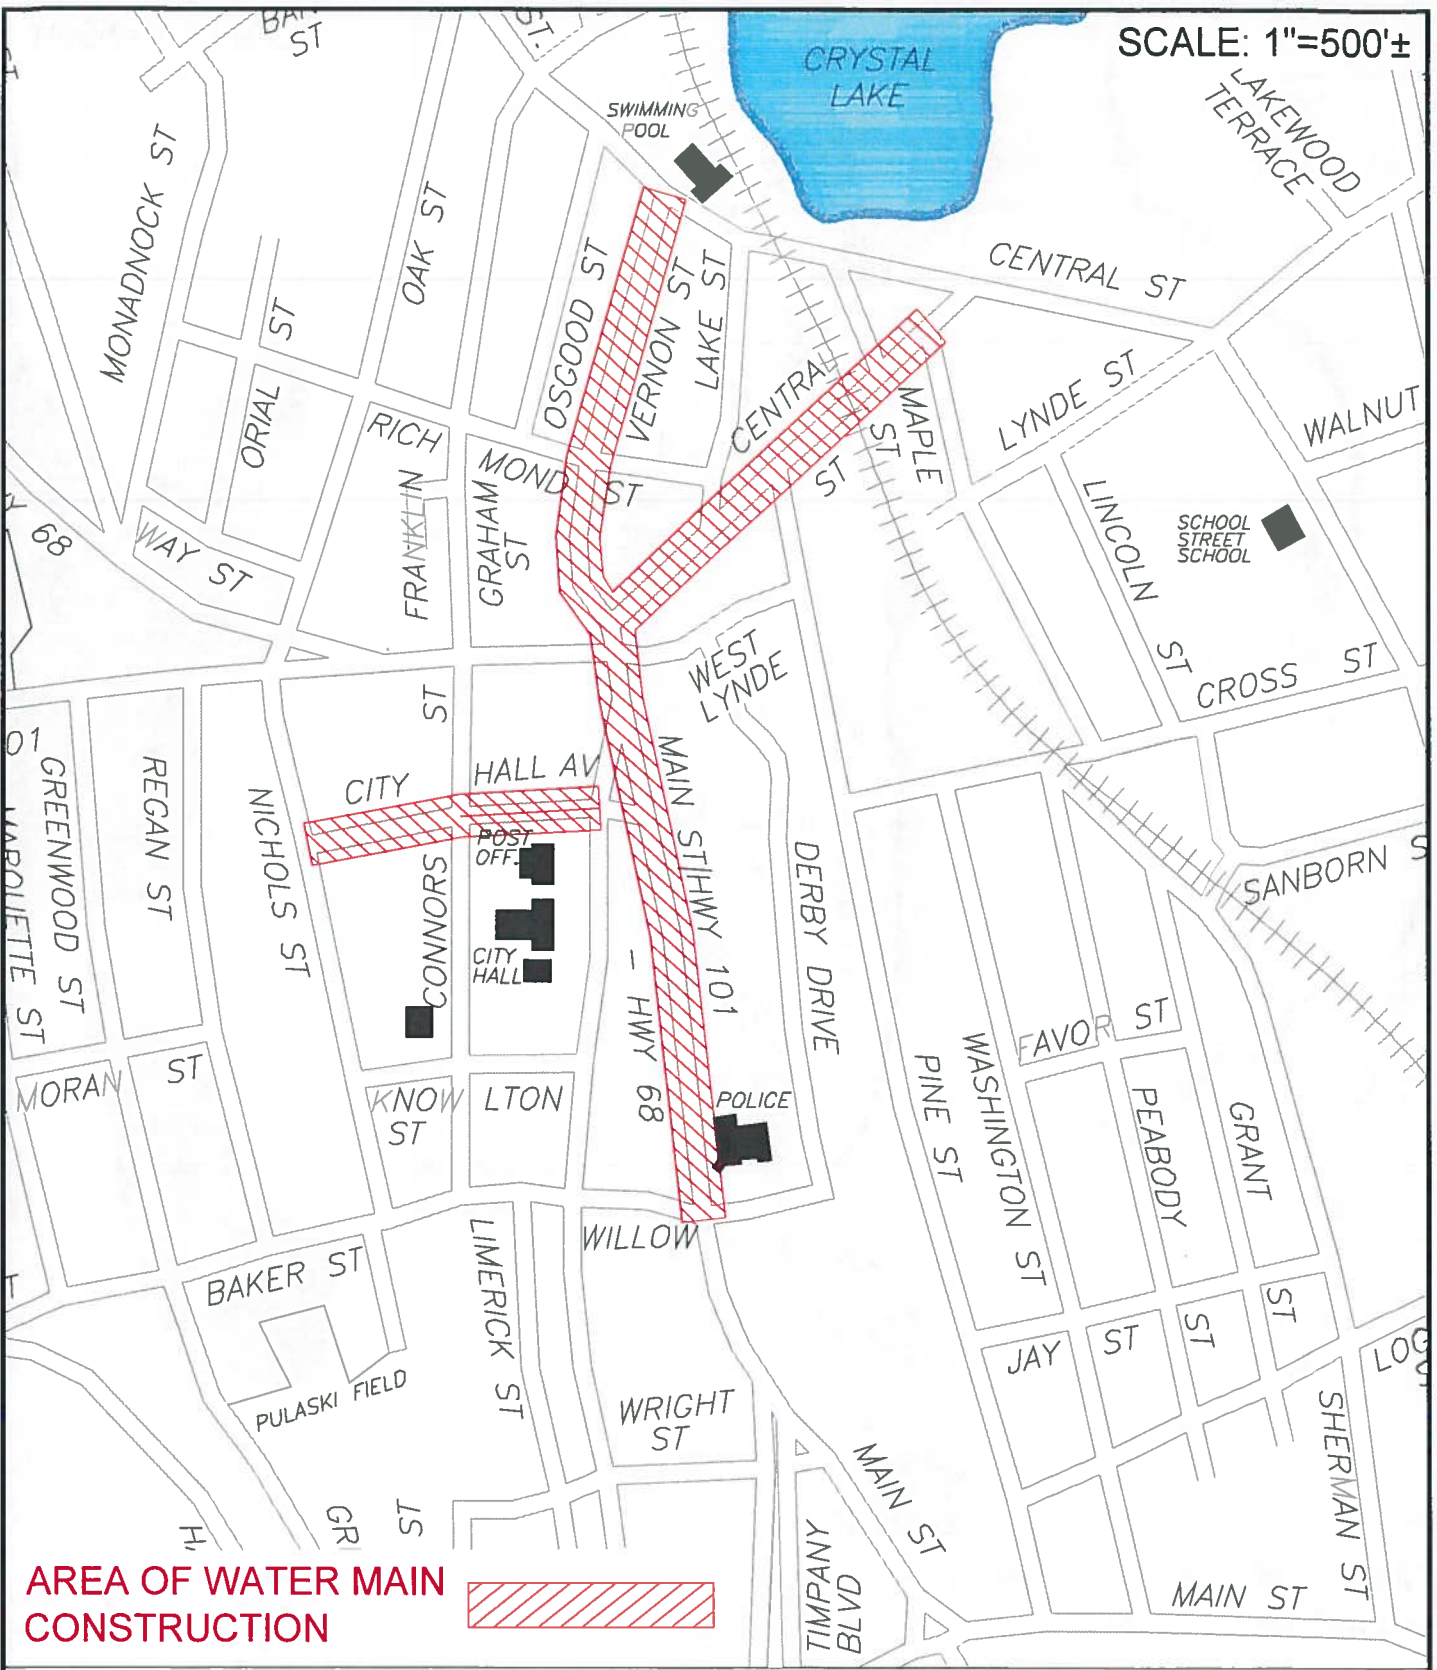 SCALE: 1"=500'±
ST
ST.
CRYSTAL
LAKE
LAKEWOOD
TERRACE
SWIMMING
POOL
MONADNOCK ST
OAK ST
ORIAL ST
OSGOOD ST
VERNON ST
LAKE ST
CENTRAL ST
CENTRAL ST
MAPLE
ST
LYNDE ST
WALNUT
RICH
MOND ST
FRANKLIN
GRAHAM
ST
LINCOLN
ST
SCHOOL
STREET
SCHOOL
68
WAY ST
WEST
LYNDE
CROSS ST
ST
01
GREENWOOD ST
MARQUETTE ST
REGAN ST
NICHOLS ST
CITY
HALL AV
MAIN ST
HWY 101
- HWY 68
POST
OFF.
CONNORS
CITY
HALL
DERBY DRIVE
SANBORN S
FAVOR ST
PINE ST
WASHINGTON ST
PEABODY
ST
GRANT
ST
MORAN ST
KNOW LTON
ST
POLICE
WILLOW
BAKER ST
LIMERICK ST
PULASKI FIELD
JAY ST
WRIGHT
ST
MAIN ST
SHERMAN ST
GR
ST
H.
TIMPANY
BLVD
MAIN ST
AREA OF WATER MAIN
CONSTRUCTION